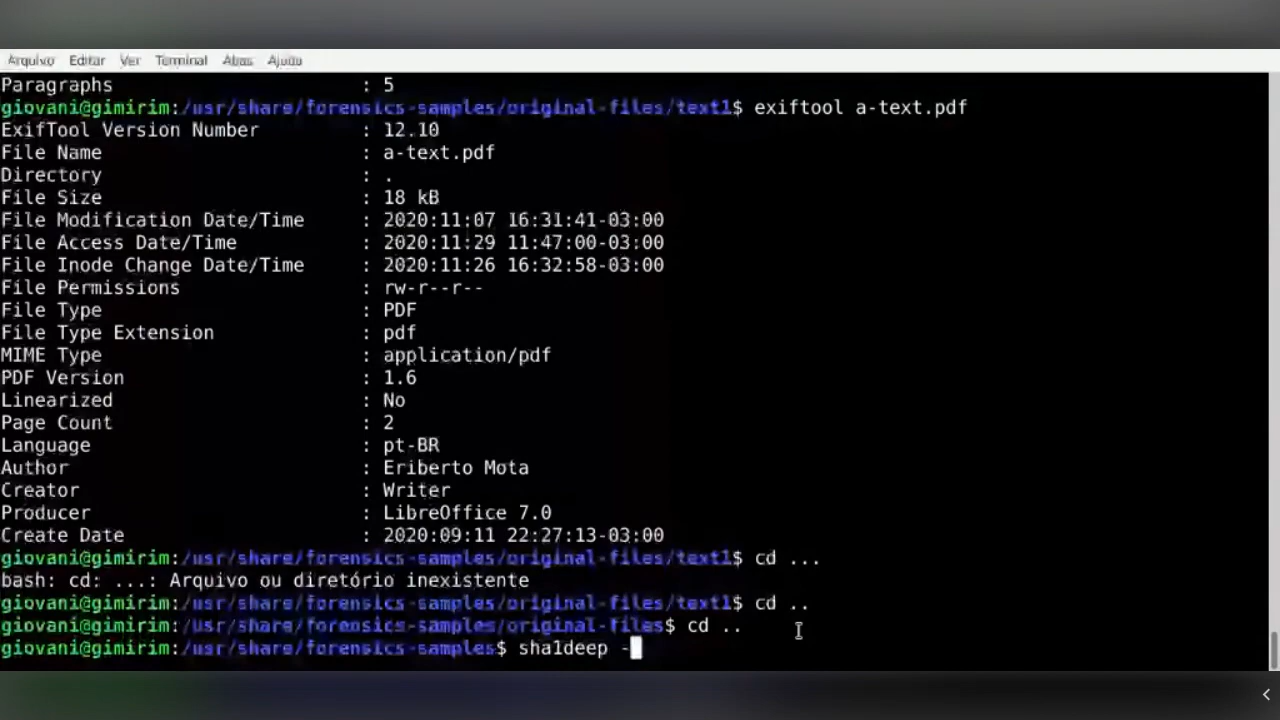 Arquivo Editar Ver Terminal Abas Ajuda
Paragraphs : 5
giovani@gimirim:/usr/share/forensics-samples/original-files/text1$ exiftool a-text.pdf
ExifTool Version Number : 12.10
File Name : a-text.pdf
Directory : .
File Size : 18 kB
File Modification Date/Time : 2020:11:07 16:31:41-03:00
File Access Date/Time : 2020:11:29 11:47:00-03:00
File Inode Change Date/Time : 2020:11:26 16:32:58-03:00
File Permissions : rw-r--r--
File Type : PDF
File Type Extension : pdf
MIME Type : application/pdf
PDF Version : 1.6
Linearized : No
Page Count : 2
Language : pt-BR
Author : Eriberto Mota
Creator : Writer
Producer : LibreOffice 7.0
Create Date : 2020:09:11 22:27:13-03:00
giovani@gimirim:/usr/share/forensics-samples/original-files/text1$ cd ...
bash: cd: ...: Arquivo ou diretório inexistente
giovani@gimirim:/usr/share/forensics-samples/original-files/text1$ cd ..
giovani@gimirim:/usr/share/forensics-samples/original-files$ cd ..
giovani@gimirim:/usr/share/forensics-samples$ sha1deep -